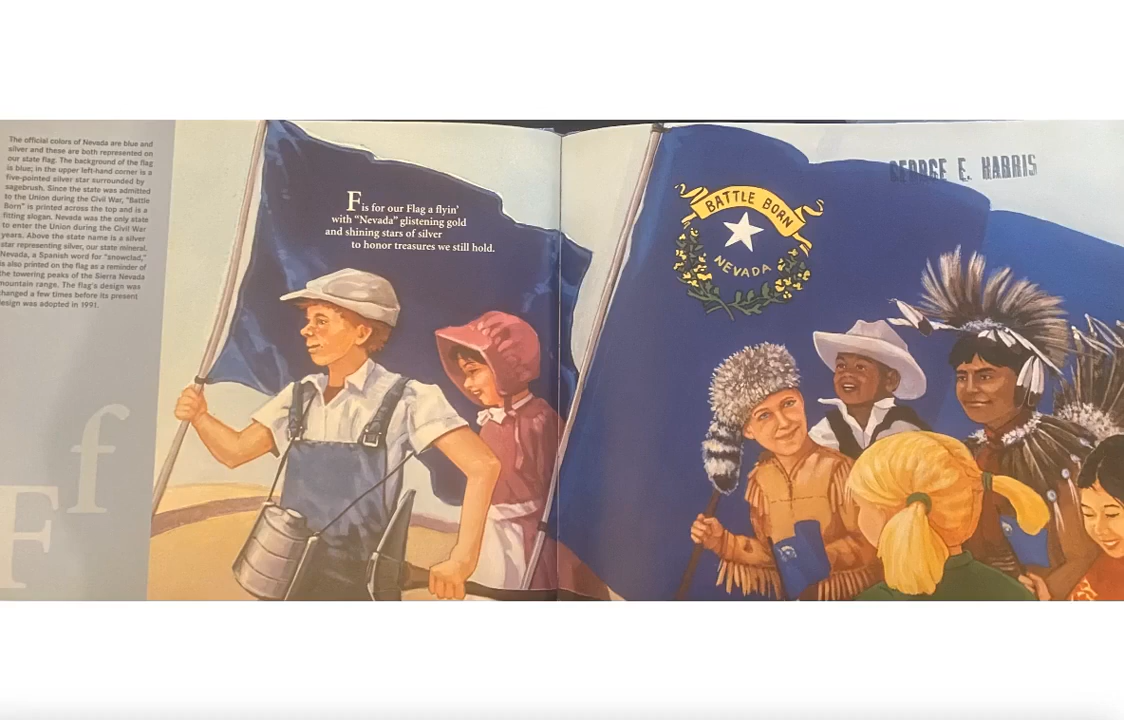 The official colors of Nevada are blue and
silver and these are both represented on
our state flag. The background of the flag
is blue; in the upper left-hand corner is a
five-pointed silver star surrounded by
sagebrush. Since the state was admitted
to the Union during the Civil War, "Battle
Born" is printed across the top and is a
fitting slogan. Nevada was the only state
to enter the Union during the Civil War
years. Above the state name is a silver
star representing silver, our state mineral.
Nevada, a Spanish word for "snowclad,"
is also printed on the flag as a reminder of
the towering peaks of the Sierra Nevada
mountain range. The flag's design was
changed a few times before its present
design was adopted in 1991.
F f
F is for our Flag a flyin'
with "Nevada" glistening gold
and shining stars of silver
to honor treasures we still hold.
GEORGE E. HARRIS
BATTLE BORN
NEVADA